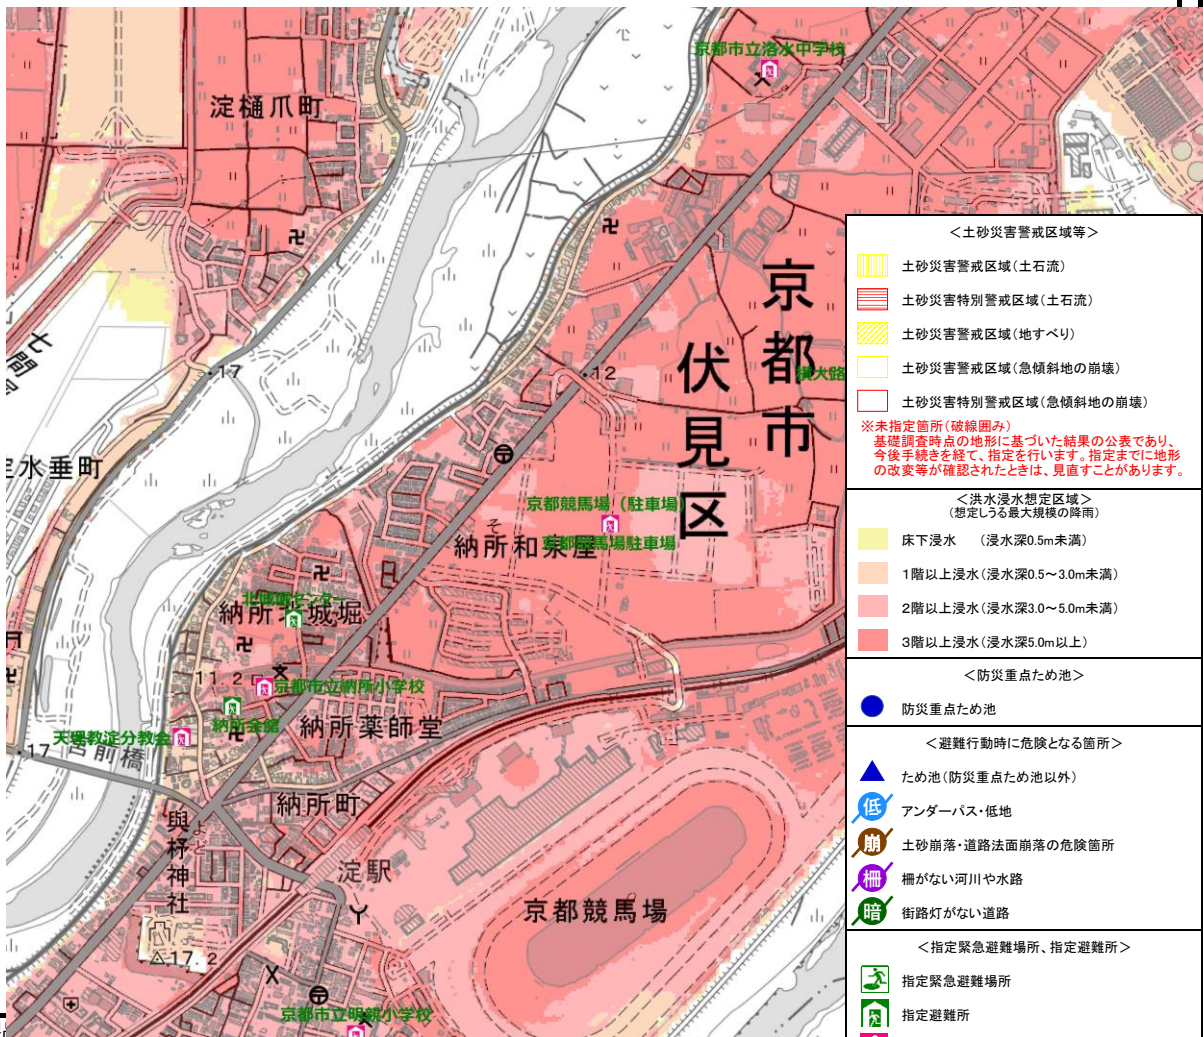 京都市立洛水中学校
淀樋爪町
京都市
伏見区
17
12
横大路
七間
水垂町
京都競馬場（駐車場）
そ
納所和泉屋
京都競馬場駐車場
北城堀センター
納所北城堀
11.2
京都市立納所小学校
納所会館
納所薬師堂
天理教淀分教会
17
宮前橋
納所町
與杼神社
よど
淀駅
京都競馬場
17.2
京都市立明親小学校
＜土砂災害警戒区域等＞
土砂災害警戒区域（土石流）
土砂災害特別警戒区域（土石流）
土砂災害警戒区域（地すべり）
土砂災害警戒区域（急傾斜地の崩壊）
土砂災害特別警戒区域（急傾斜地の崩壊）
※未指定箇所（破線囲み）
基礎調査時点の地形に基づいた結果の公表であり、
今後手続きを経て、指定を行います。指定までに地形
の改変等が確認されたときは、見直すことがあります。
＜洪水浸水想定区域＞
（想定しうる最大規模の降雨）
床下浸水　（浸水深0.5m未満）
1階以上浸水（浸水深0.5～3.0m未満）
2階以上浸水（浸水深3.0～5.0m未満）
3階以上浸水（浸水深5.0m以上）
＜防災重点ため池＞
防災重点ため池
＜避難行動時に危険となる箇所＞
ため池（防災重点ため池以外）
低 アンダーパス・低地
崩 土砂崩落・道路法面崩落の危険箇所
柵 柵がない河川や水路
暗 街路灯がない道路
＜指定緊急避難場所、指定避難所＞
指定緊急避難場所
指定避難所